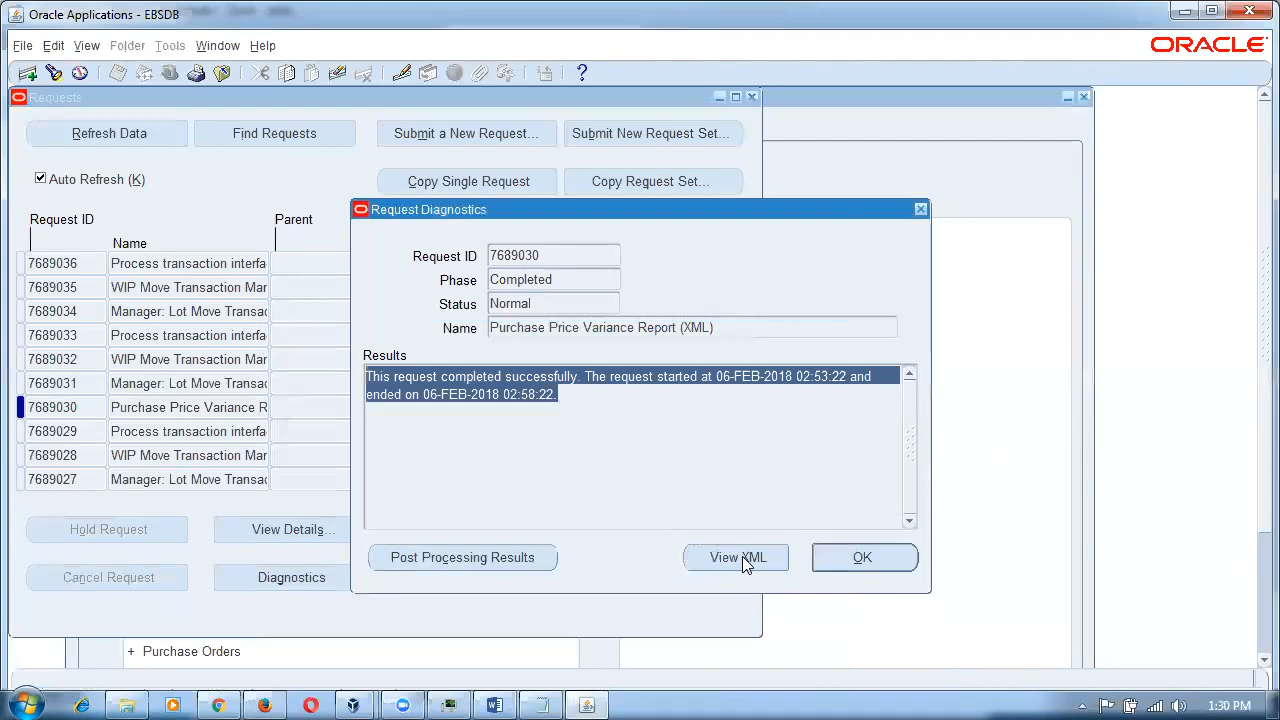 Oracle Applications - EBSDB
File Edit View Folder Tools Window Help
ORACLE
Requests
Refresh Data Find Requests Submit a New Request... Submit New Request Set...
Auto Refresh (K) Copy Single Request Copy Request Set...
Request ID Parent
Name
7689036 Process transaction interfa
7689035 WIP Move Transaction Mar
7689034 Manager: Lot Move Transac
7689033 Process transaction interfa
7689032 WIP Move Transaction Mar
7689031 Manager: Lot Move Transac
7689030 Purchase Price Variance R
7689029 Process transaction interfa
7689028 WIP Move Transaction Mar
7689027 Manager: Lot Move Transac
Hold Request View Details...
Cancel Request Diagnostics
Request Diagnostics
Request ID 7689030
Phase Completed
Status Normal
Name Purchase Price Variance Report (XML)
Results
This request completed successfully. The request started at 06-FEB-2018 02:53:22 and
ended on 06-FEB-2018 02:58:22.
Post Processing Results View XML OK
+ Purchase Orders
1:30 PM